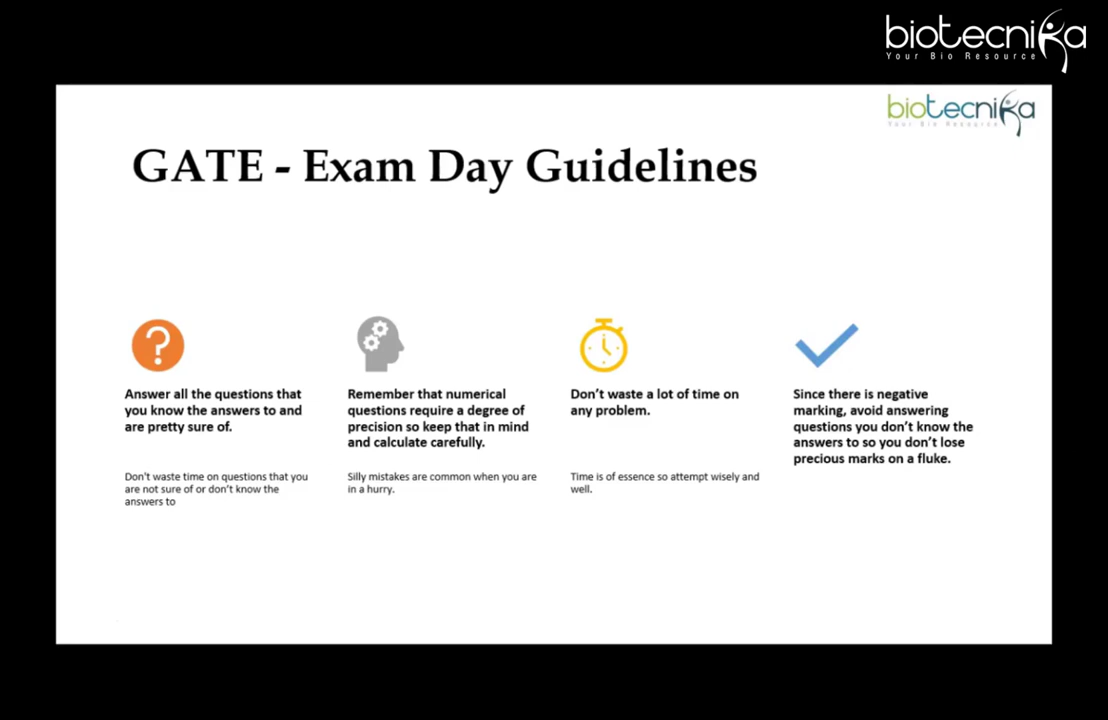 biotecnika
Your Bio Resource
biotecnika
Your Bio Resource
GATE - Exam Day Guidelines
?
Answer all the questions that
you know the answers to and
are pretty sure of.
Don't waste time on questions that you
are not sure of or don't know the
answers to
Remember that numerical
questions require a degree of
precision so keep that in mind
and calculate carefully.
Silly mistakes are common when you are
in a hurry.
Don't waste a lot of time on
any problem.
Time is of essence so attempt wisely and
well.
Since there is negative
marking, avoid answering
questions you don't know the
answers to so you don't lose
precious marks on a fluke.